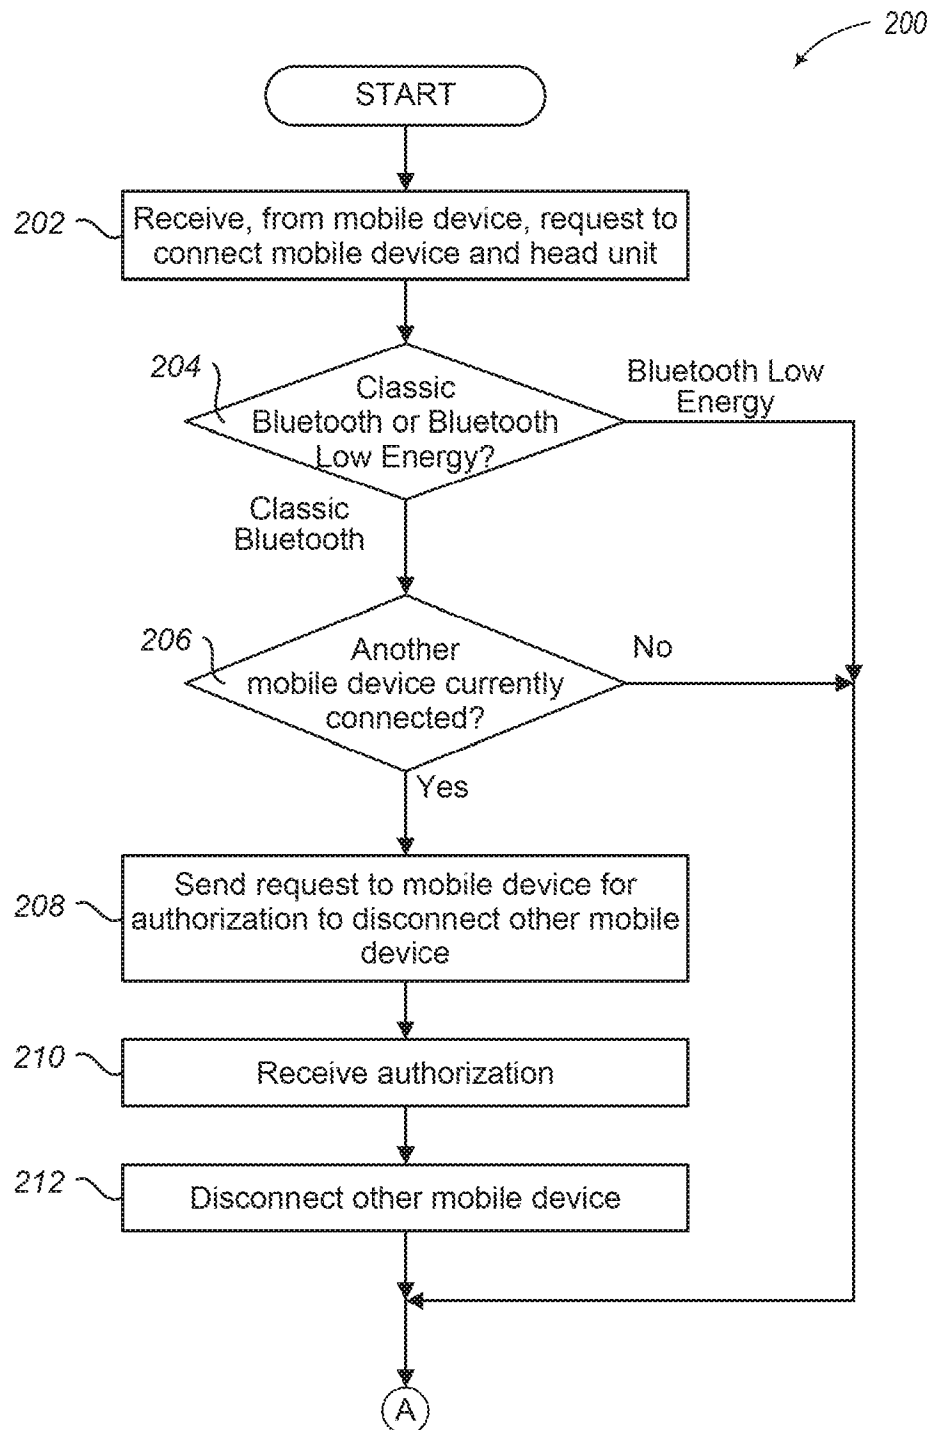 200
START
202
Receive, from mobile device, request to
connect mobile device and head unit
204
Classic
Bluetooth or Bluetooth
Low Energy?
Bluetooth Low
Energy
Classic
Bluetooth
206
Another
mobile device currently
connected?
No
Yes
208
Send request to mobile device for
authorization to disconnect other mobile
device
210
Receive authorization
212
Disconnect other mobile device
A